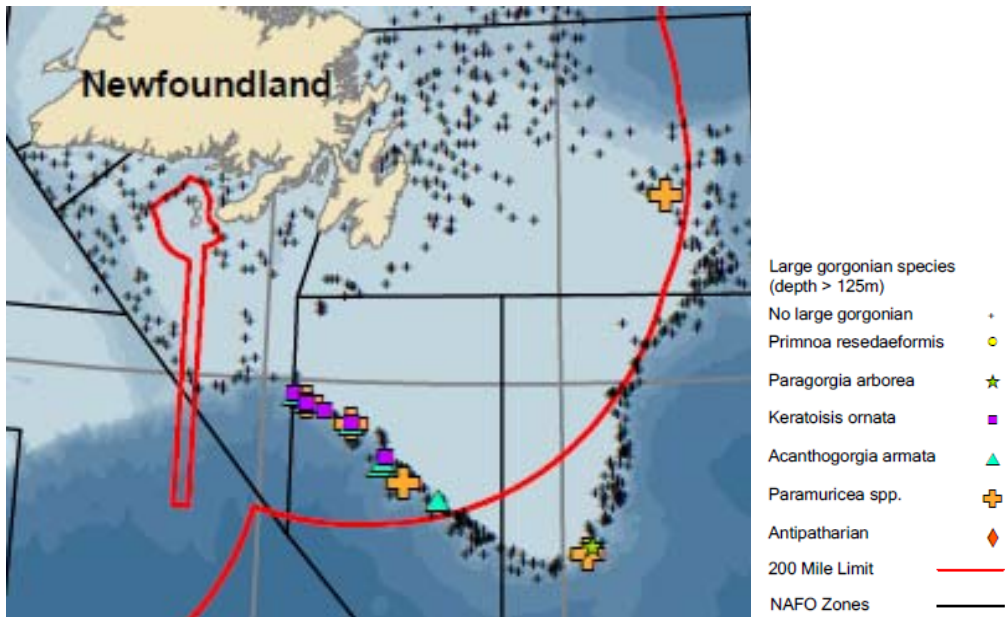 Newfoundland
Large gorgonian species
(depth > 125m)
No large gorgonian
Primnoa resedaeformis
Paragorgia arborea
Keratoisis ornata
Acanthogorgia armata
Paramuricea spp.
Antipatharian
200 Mile Limit
NAFO Zones